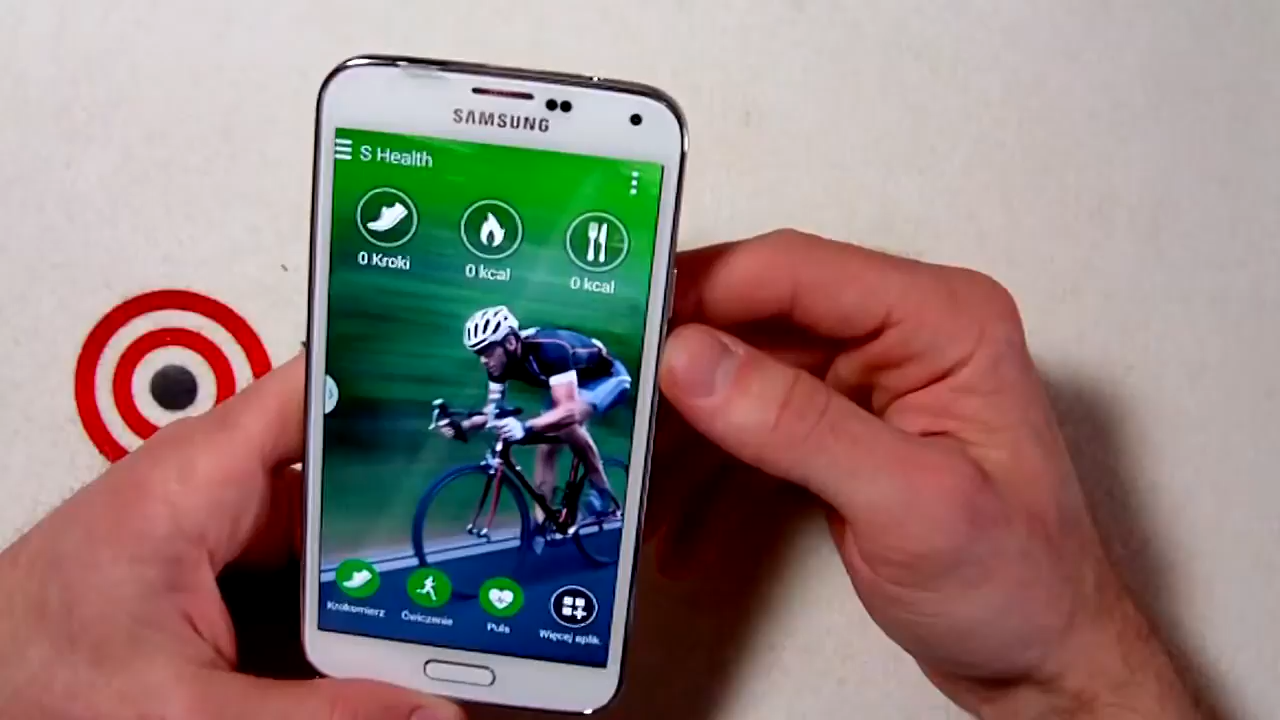 SAMSUNG
S Health
0 Kroki
0 kcal
0 kcal
Krokomierz
Ćwiczenie
Puls
Więcej aplik.